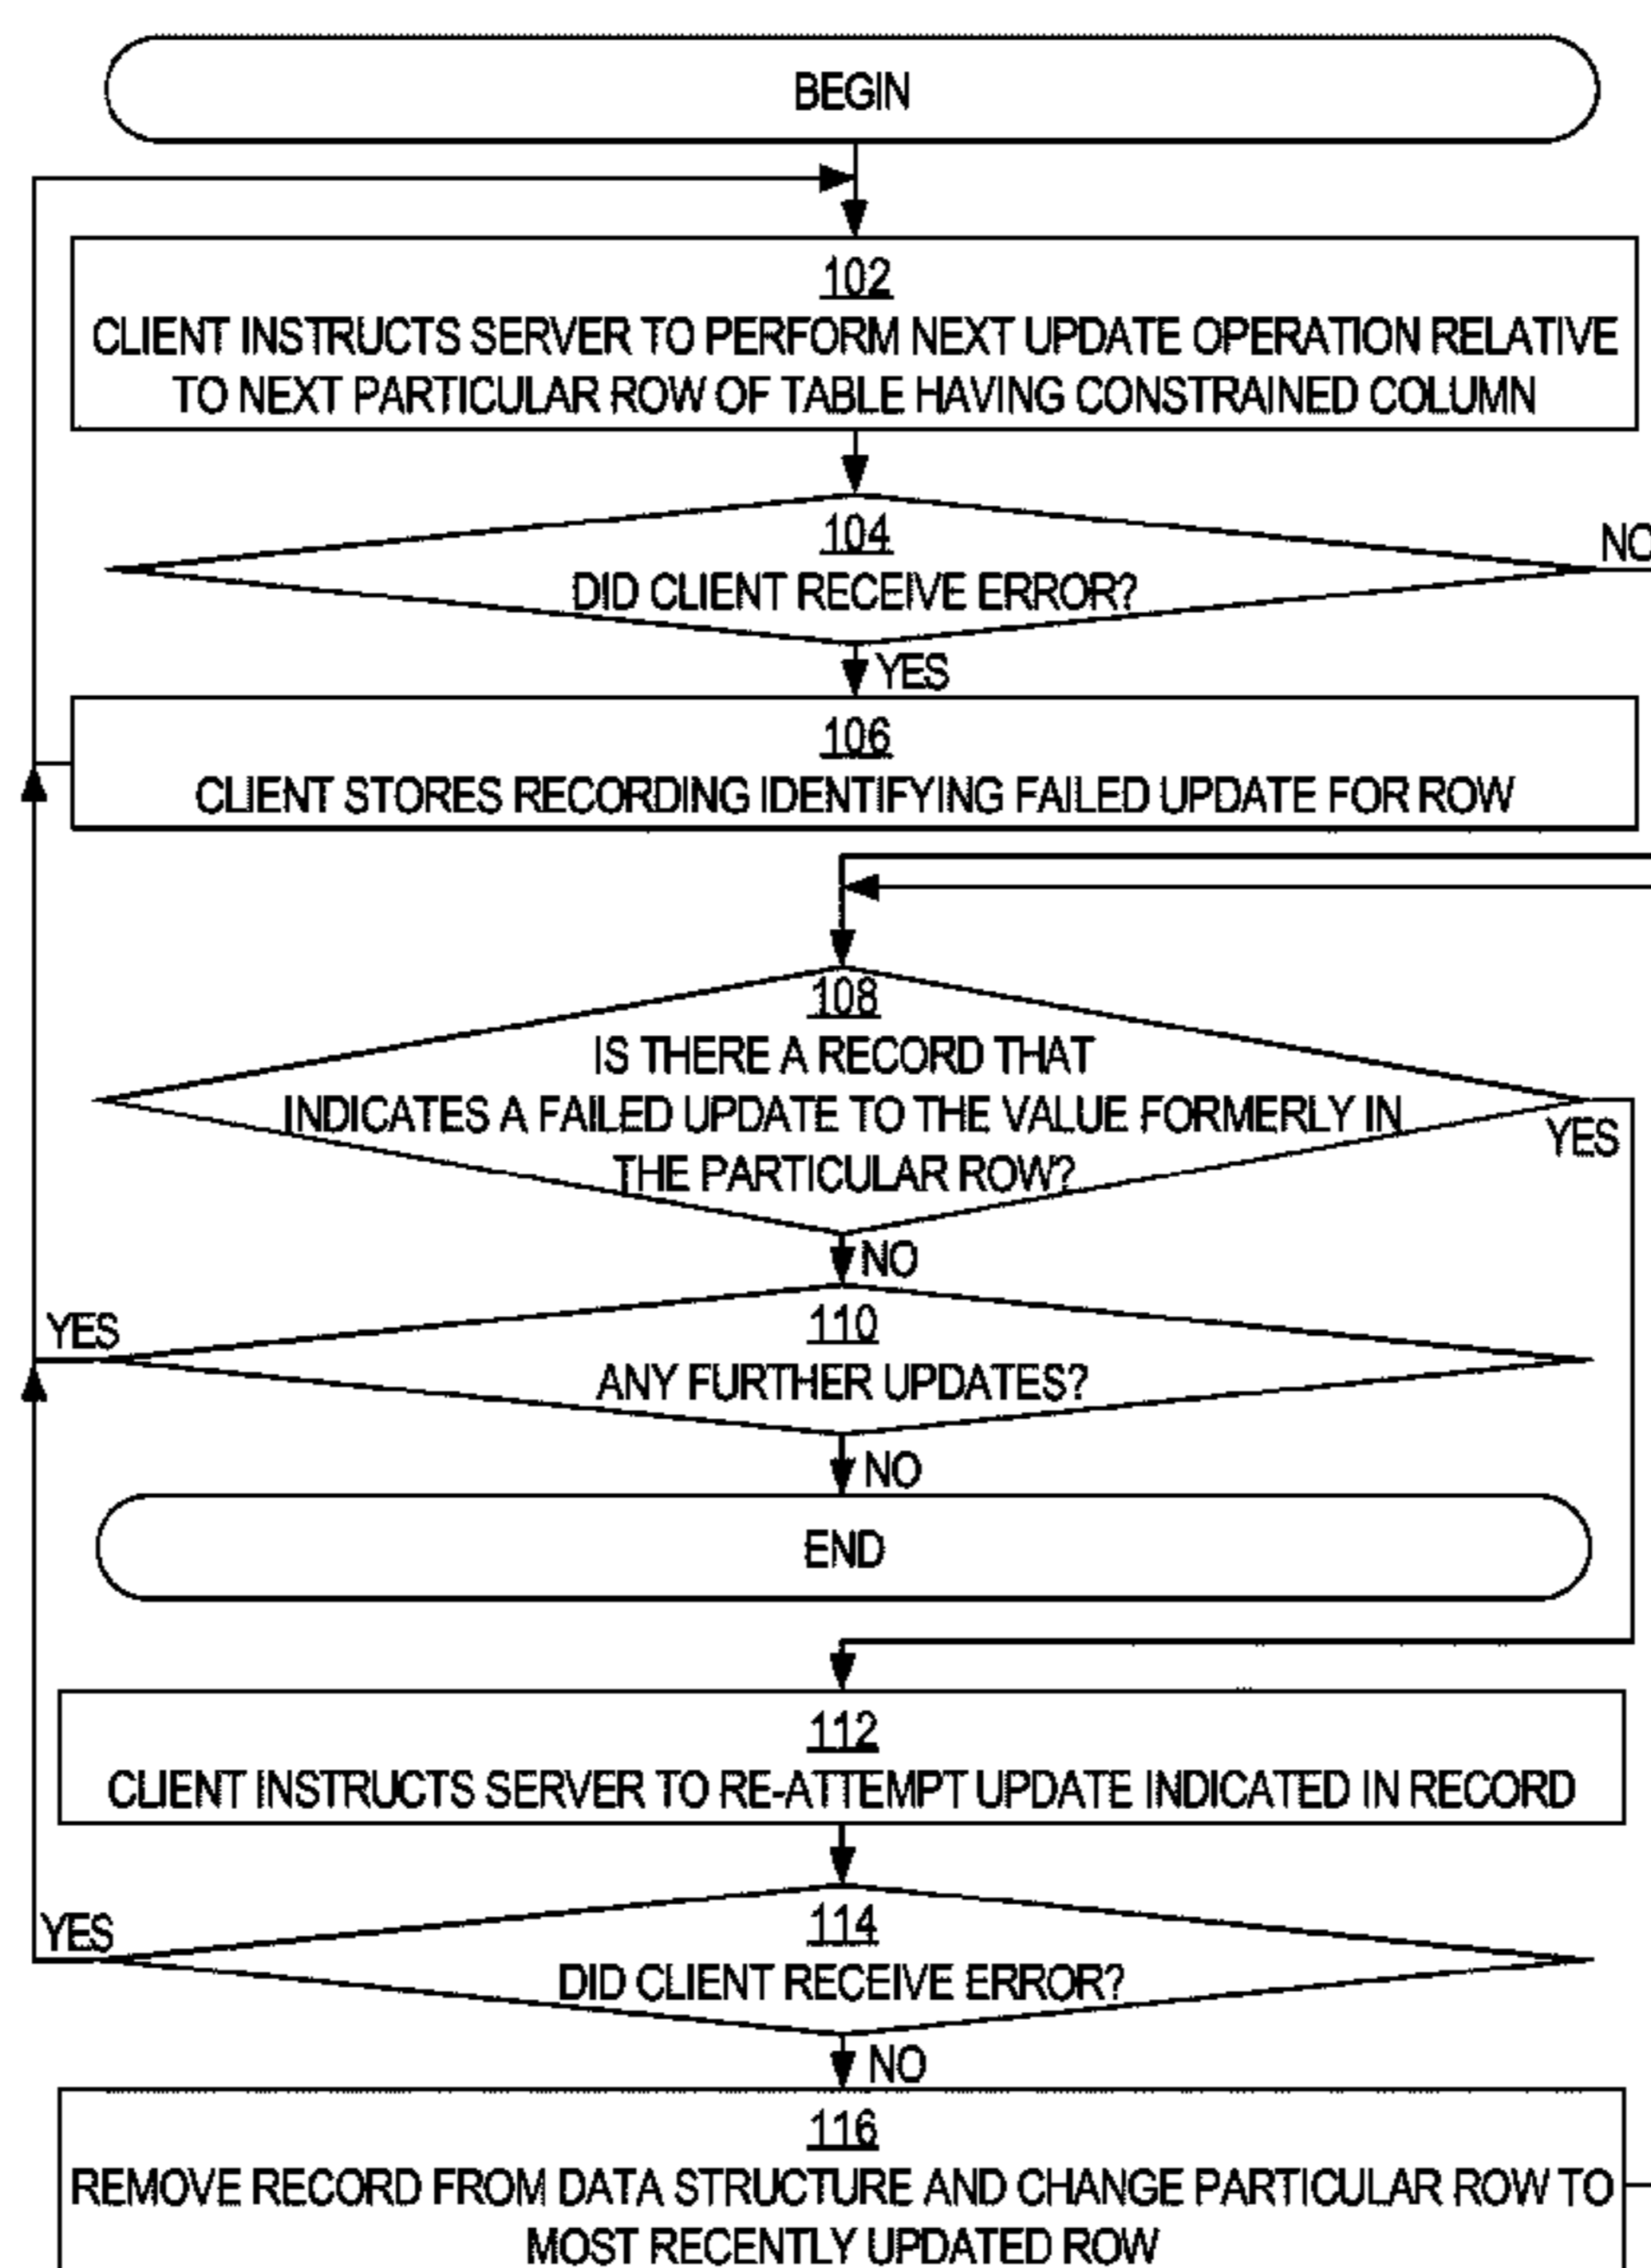 BEGIN
102
CLIENT INSTRUCTS SERVER TO PERFORM NEXT UPDATE OPERATION RELATIVE
TO NEXT PARTICULAR ROW OF TABLE HAVING CONSTRAINED COLUMN
104
DID CLIENT RECEIVE ERROR?
NO
YES
106
CLIENT STORES RECORDING IDENTIFYING FAILED UPDATE FOR ROW
108
IS THERE A RECORD THAT
INDICATES A FAILED UPDATE TO THE VALUE FORMERLY IN
THE PARTICULAR ROW?
YES
NO
110
ANY FURTHER UPDATES?
YES
NO
END
112
CLIENT INSTRUCTS SERVER TO RE-ATTEMPT UPDATE INDICATED IN RECORD
114
DID CLIENT RECEIVE ERROR?
YES
NO
116
REMOVE RECORD FROM DATA STRUCTURE AND CHANGE PARTICULAR ROW TO
MOST RECENTLY UPDATED ROW